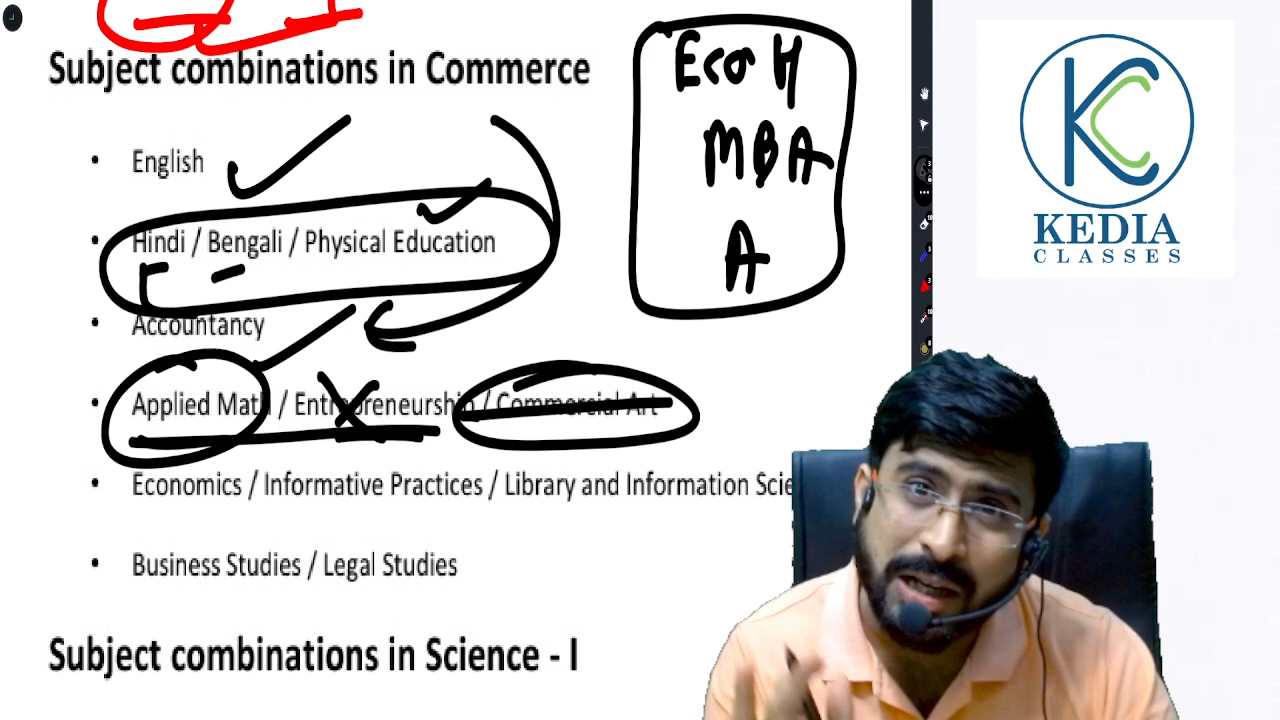 Subject combinations in Commerce
• English
• Hindi / Bengali / Physical Education
• Accountancy
• Applied Math / Entrepreneurship / Commercial Art
• Economics / Informative Practices / Library and Information
• Business Studies / Legal Studies
Subject combinations in Science - I
Eco H
MBA
A
KC
KEDIA
CLASSES